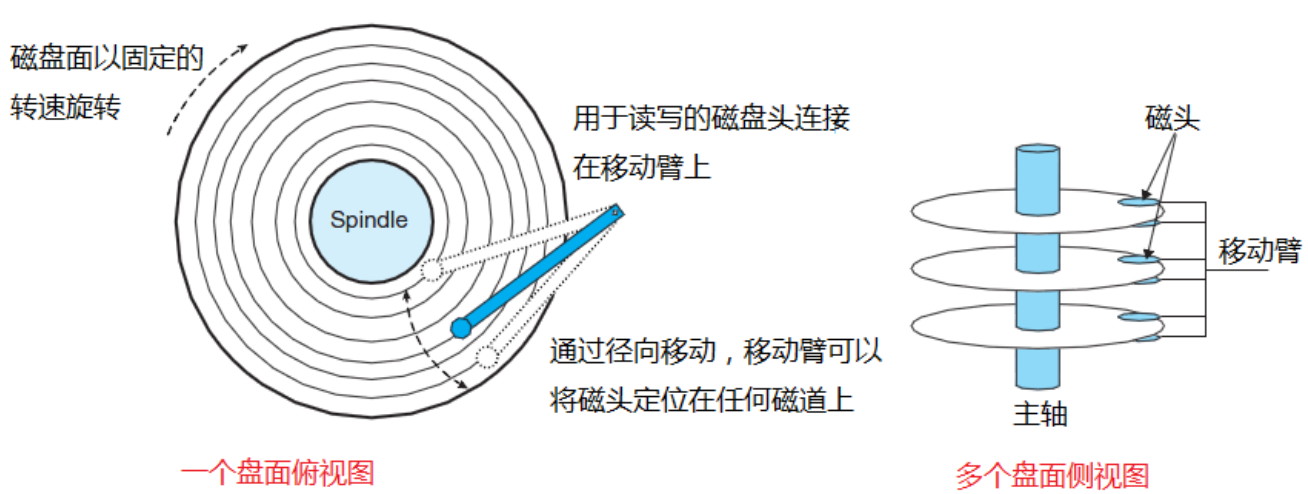 磁盘面以固定的
转速旋转
Spindle
用于读写的磁盘头连接
在移动臂上
通过径向移动，移动臂可以
将磁头定位在任何磁道上
一个盘面俯视图
磁头
移动臂
主轴
多个盘面侧视图